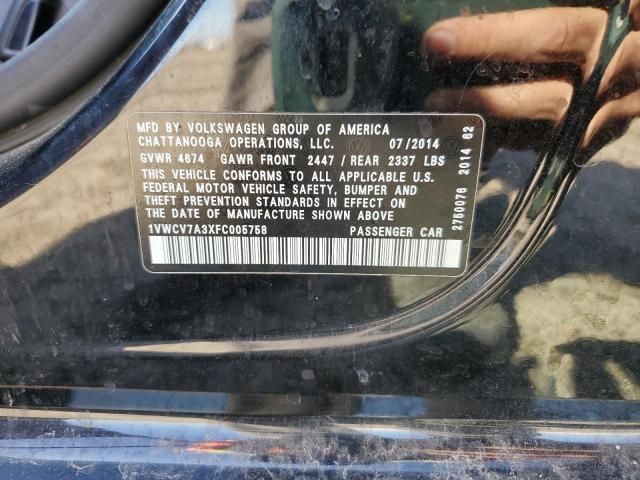 MFD BY VOLKSWAGEN GROUP OF AMERICA
CHATTANOOGA OPERATIONS, LLC. 07/2014
GVWR 4674 GAWR FRONT 2447 / REAR 2337 LBS
THIS VEHICLE CONFORMS TO ALL APPLICABLE U.S.
FEDERAL MOTOR VEHICLE SAFETY, BUMPER AND
THEFT PREVENTION STANDARDS IN EFFECT ON
THE DATE OF MANUFACTURE SHOWN ABOVE
1VWCV7A3XFC005758 PASSENGER CAR
2750076 2014 62